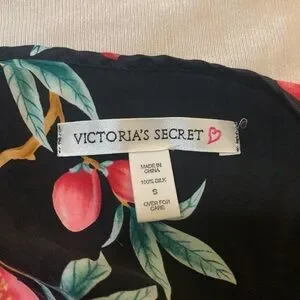 VICTORIA'S SECRET
MADE IN
CHINA
100% SILK
S
OVER FOR
CARE